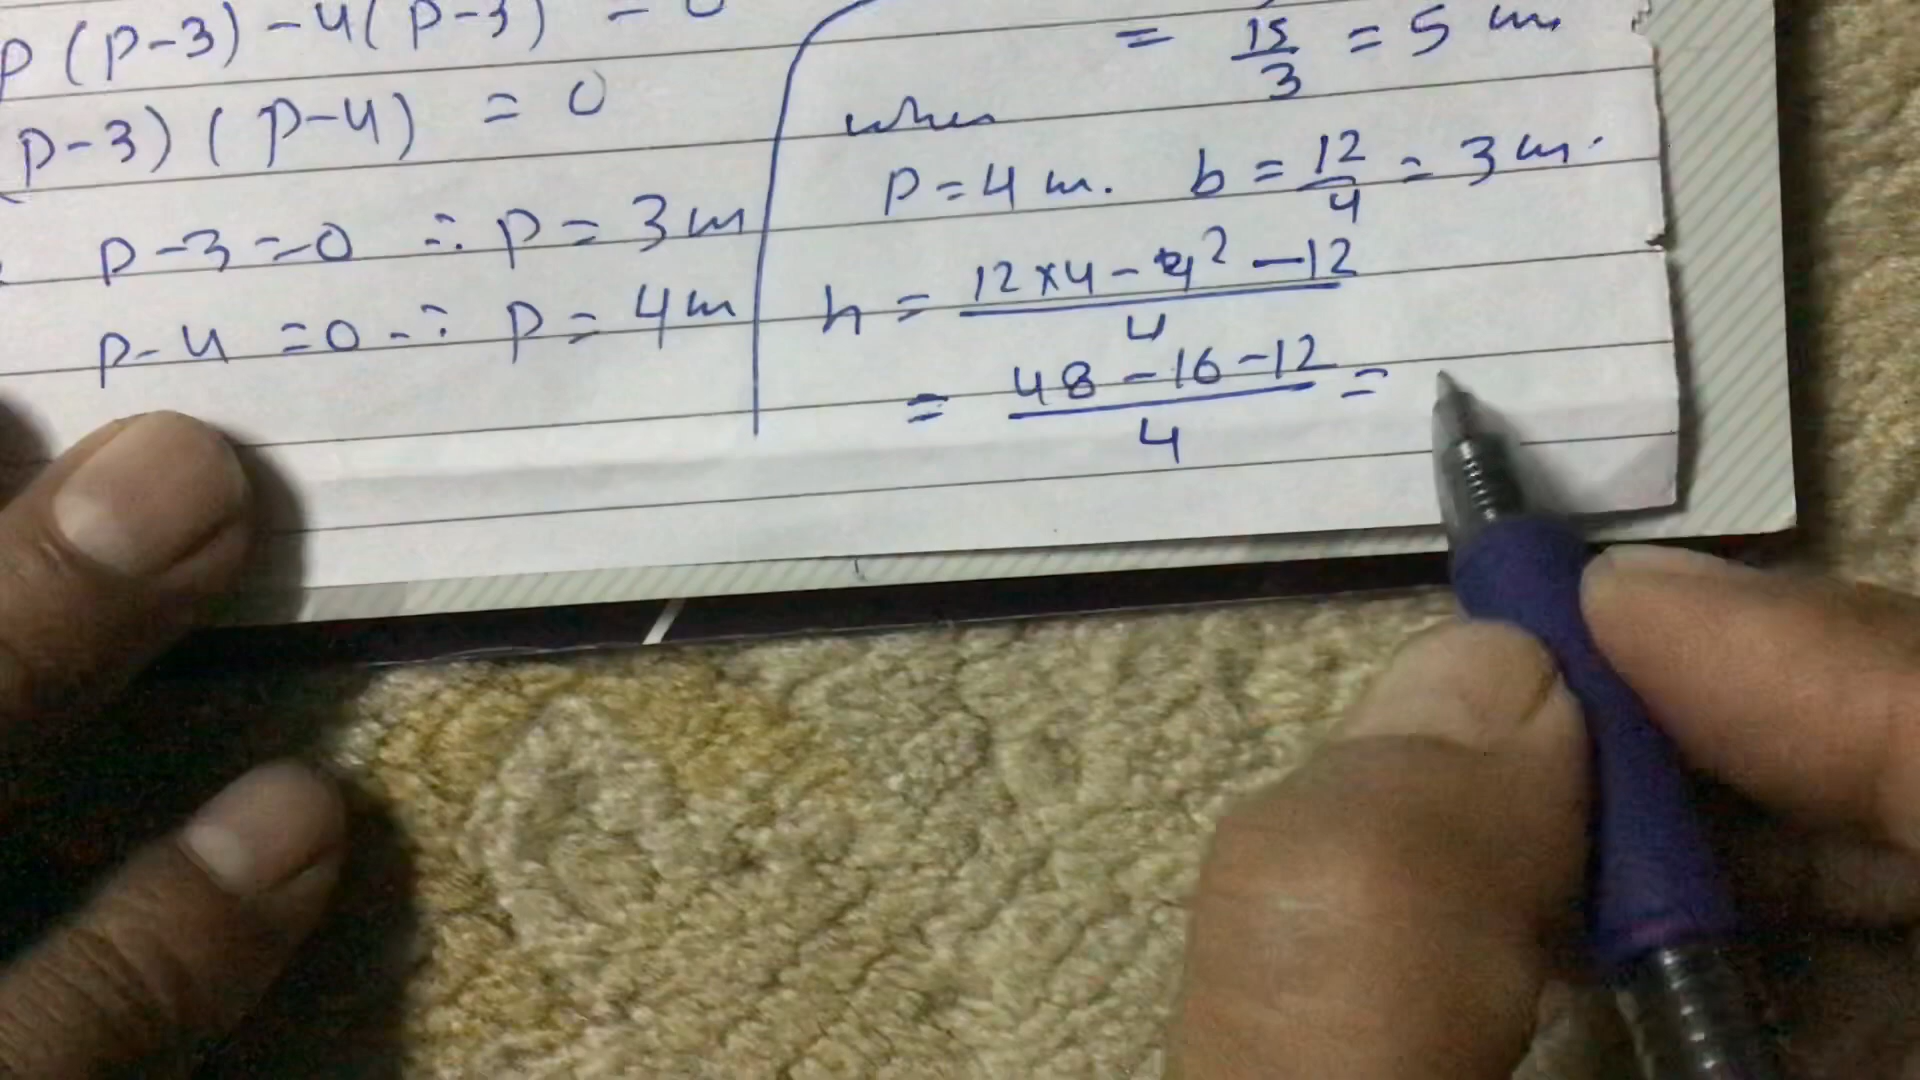 p(p-3)-4(p-3) = 0
p-3)(p-4) = 0
p-3=0 ∴ p = 3m
p-4 =0 ∴ p = 4m
= 15/3 = 5 m.
when
p=4 m. b = 12/4 = 3 m.
h = 12×4-4²-12/4
= 48-16-12/4 =